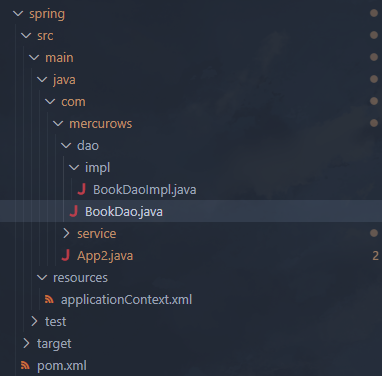 spring
src
main
java
com
mercurows
dao
impl
BookDaoImpl.java
BookDao.java
service
App2.java 2
resources
applicationContext.xml
test
target
pom.xml